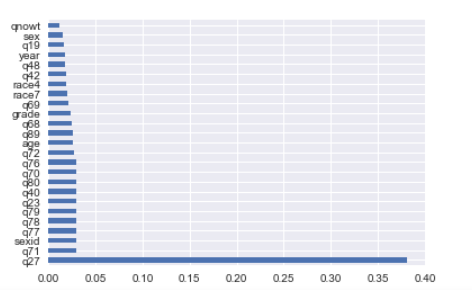 qnowt
sex
q19
year
q48
q42
race4
race7
q69
grade
q68
q89
age
q72
q76
q70
q80
q40
q23
q79
q78
q77
sexid
q71
q27
0.00 0.05 0.10 0.15 0.20 0.25 0.30 0.35 0.40